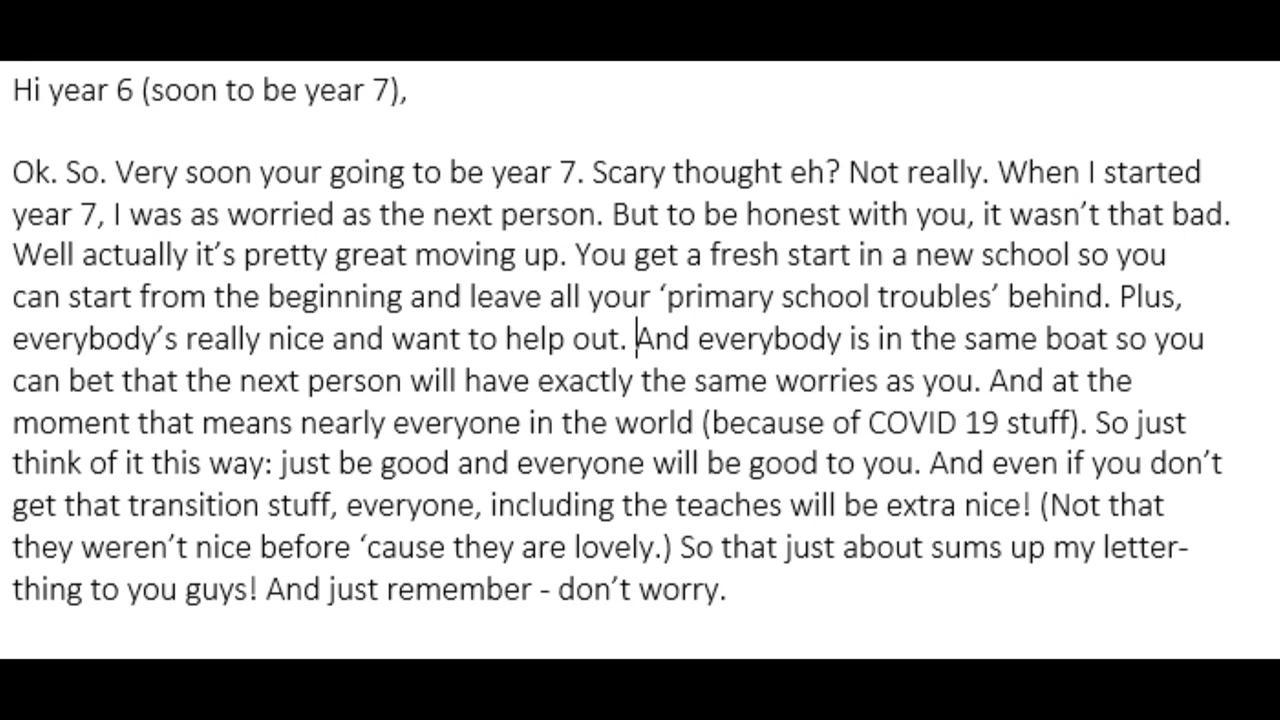 Hi year 6 (soon to be year 7),
Ok. So. Very soon your going to be year 7. Scary thought eh? Not really. When I started
year 7, I was as worried as the next person. But to be honest with you, it wasn’t that bad.
Well actually it’s pretty great moving up. You get a fresh start in a new school so you
can start from the beginning and leave all your ‘primary school troubles’ behind. Plus,
everybody’s really nice and want to help out. And everybody is in the same boat so you
can bet that the next person will have exactly the same worries as you. And at the
moment that means nearly everyone in the world (because of COVID 19 stuff). So just
think of it this way: just be good and everyone will be good to you. And even if you don’t
get that transition stuff, everyone, including the teaches will be extra nice! (Not that
they weren’t nice before ‘cause they are lovely.) So that just about sums up my letter-
thing to you guys! And just remember - don’t worry.